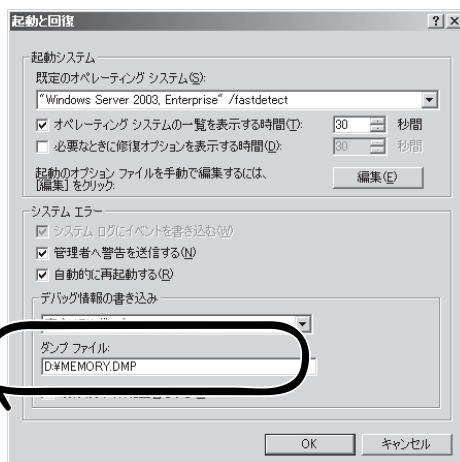 起動と回復
起動システム
既定のオペレーティング システム(S):
"Windows Server 2003, Enterprise" /fastdetect
オペレーティング システムの一覧を表示する時間(T): 30 秒間
必要なときに修復オプションを表示する時間(D): 30 秒間
起動のオプション ファイルを手動で編集するには、
[編集] をクリック: 編集(E)
システム エラー
システム ログにイベントを書き込む(W)
管理者へ警告を送信する(N)
自動的に再起動する(R)
デバッグ情報の書き込み
ダンプ ファイル:
D:¥MEMORY.DMP
OK キャンセル